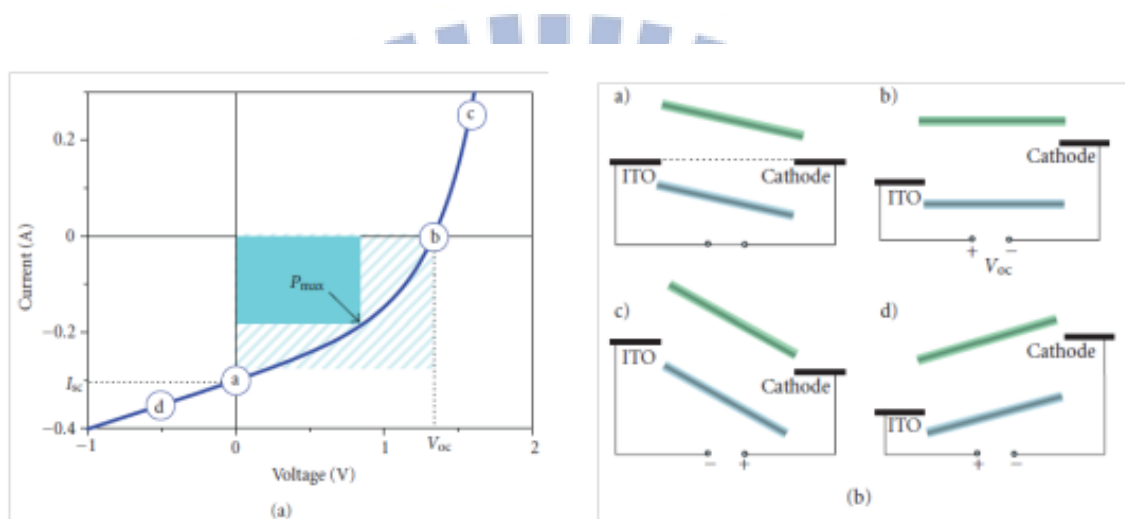 0.2
0
−0.2
−0.4
Current (A)
I_sc
P_max
a
b
c
d
−1
0
1
2
V_oc
Voltage (V)
(a)
a)
ITO
Cathode
b)
Cathode
ITO
+ −
V_oc
c)
ITO
Cathode
− +
d)
Cathode
ITO
+ −
(b)